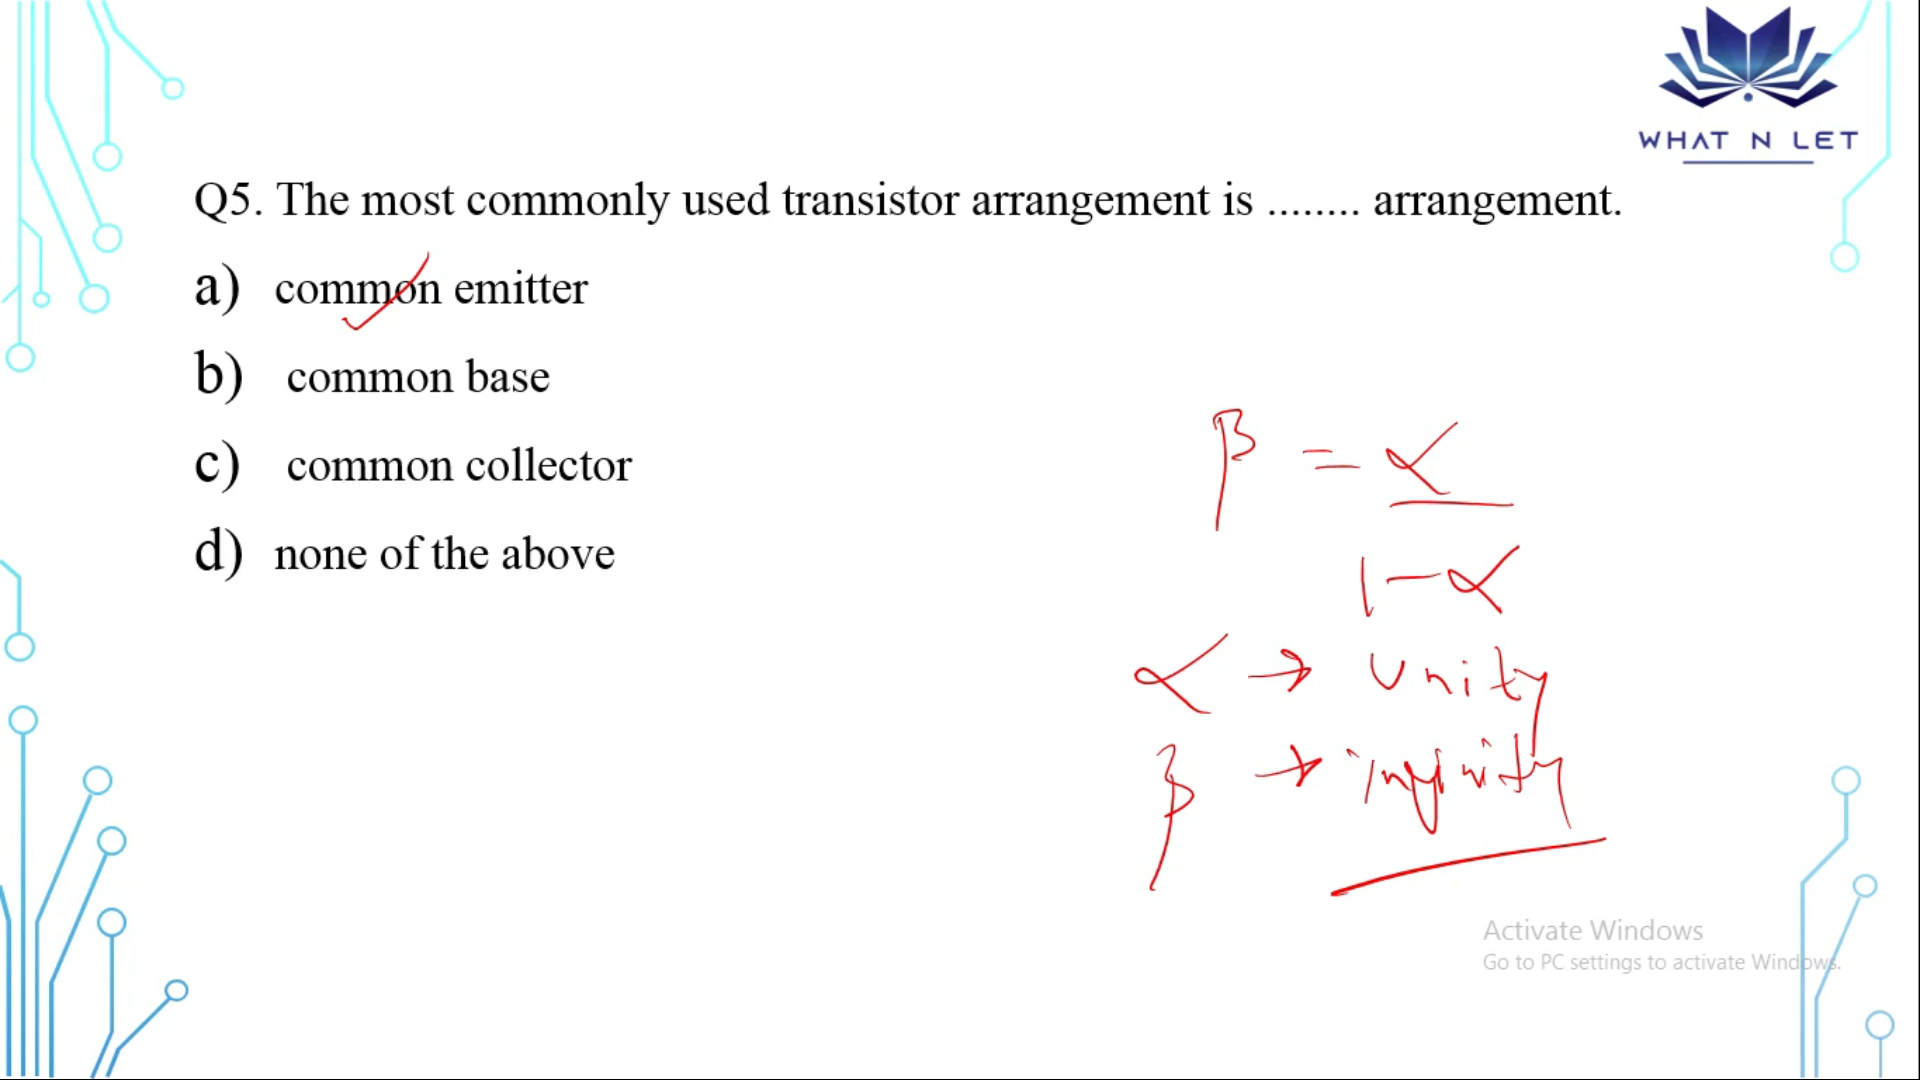 WHAT N LET
Q5. The most commonly used transistor arrangement is ........ arrangement.
a) common emitter
b) common base
c) common collector
d) none of the above
β = α
1-α
α → unity
β → infinity
Activate Windows
Go to PC settings to activate Windows.